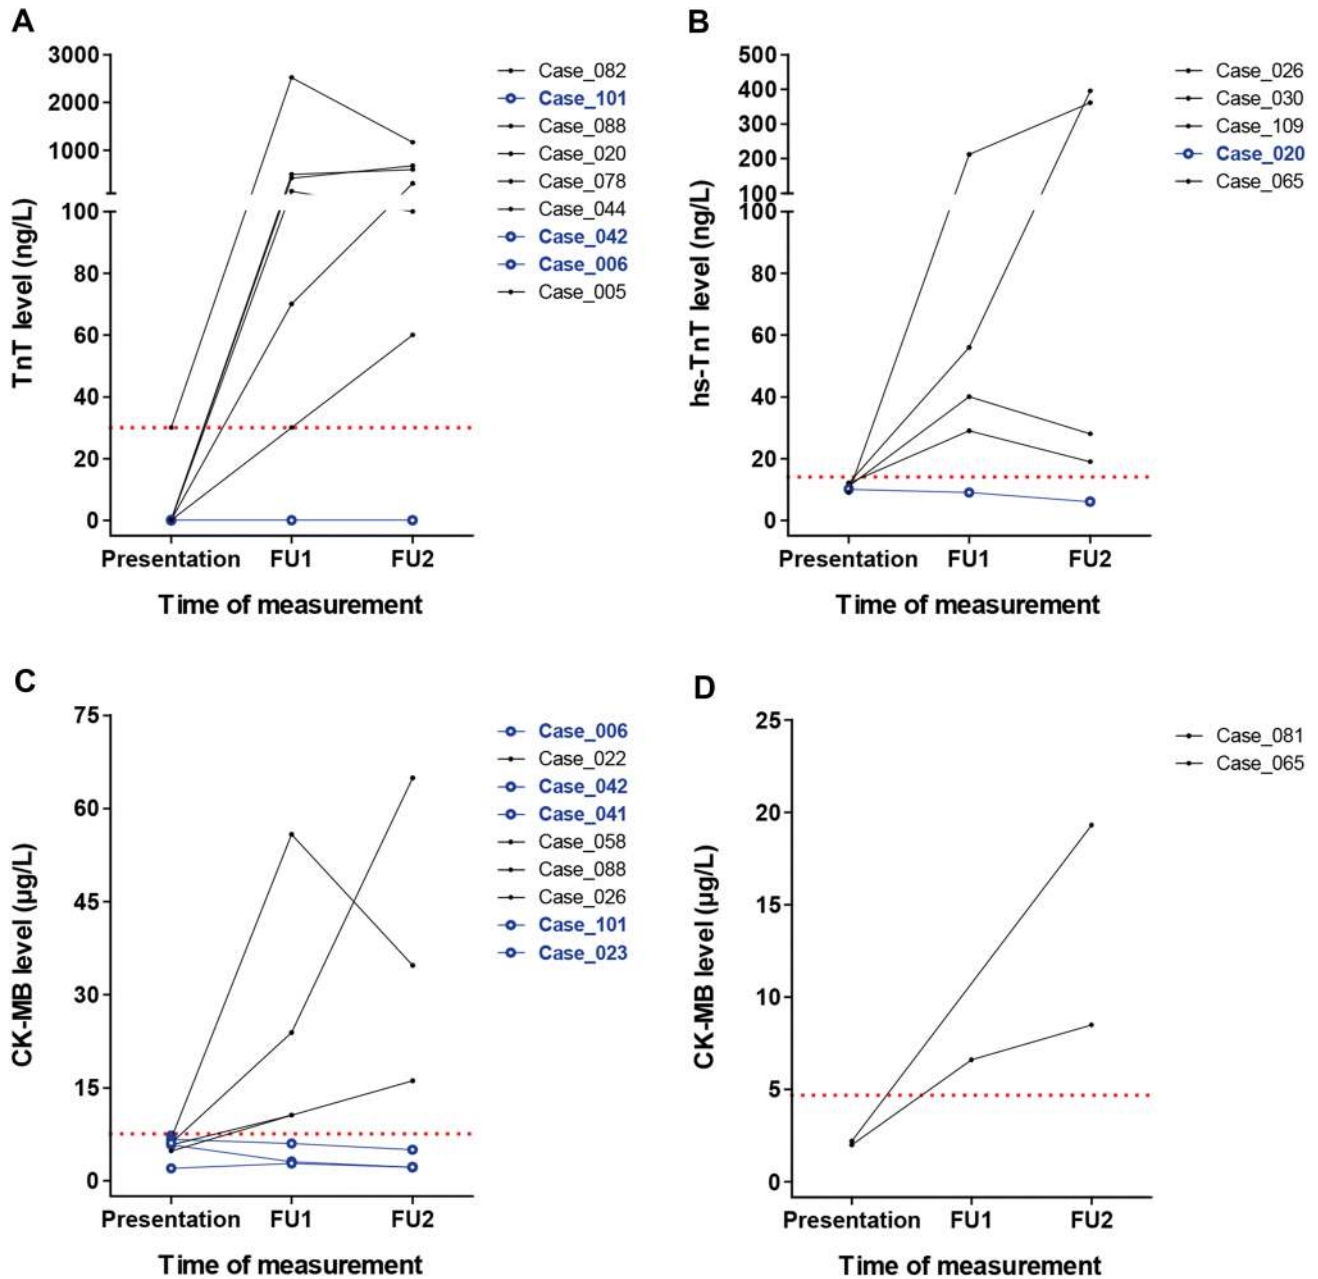 A
TnT level (ng/L)
3000
2000
1000
100
80
60
40
20
0
Presentation FU1 FU2
Time of measurement
Case_082
Case_101
Case_088
Case_020
Case_078
Case_044
Case_042
Case_006
Case_005
B
hs-TnT level (ng/L)
500
400
300
200
100
100
80
60
40
20
0
Presentation FU1 FU2
Time of measurement
Case_026
Case_030
Case_109
Case_020
Case_065
C
CK-MB level (µg/L)
75
60
45
30
15
0
Presentation FU1 FU2
Time of measurement
Case_006
Case_022
Case_042
Case_041
Case_058
Case_088
Case_026
Case_101
Case_023
D
CK-MB level (µg/L)
25
20
15
10
5
0
Presentation FU1 FU2
Time of measurement
Case_081
Case_065